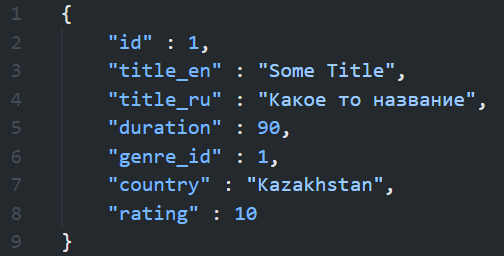 1 {
2 "id" : 1,
3 "title_en" : "Some Title",
4 "title_ru" : "Какое то название",
5 "duration" : 90,
6 "genre_id" : 1,
7 "country" : "Kazakhstan",
8 "rating" : 10
9 }